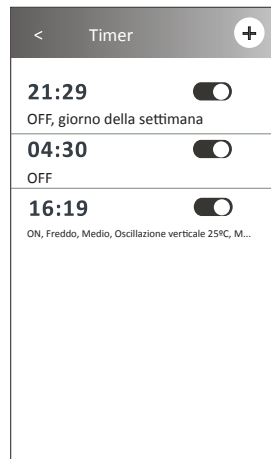 < Timer +
21:29
OFF, giorno della settimana
04:30
OFF
16:19
ON, Freddo, Medio, Oscillazione verticale 25ºC, M...